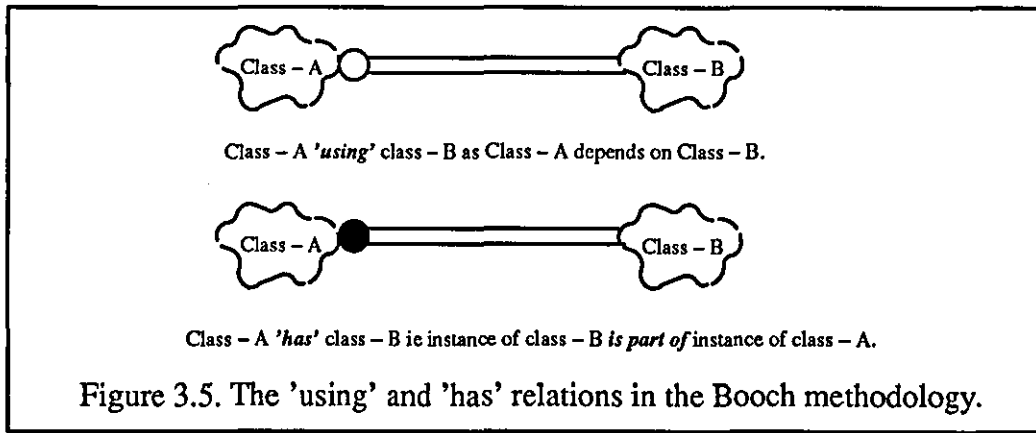 Class – A
Class – B
Class – A 'using' class – B as Class – A depends on Class – B.
Class – A
Class – B
Class – A 'has' class – B ie instance of class – B is part of instance of class – A.
Figure 3.5. The 'using' and 'has' relations in the Booch methodology.